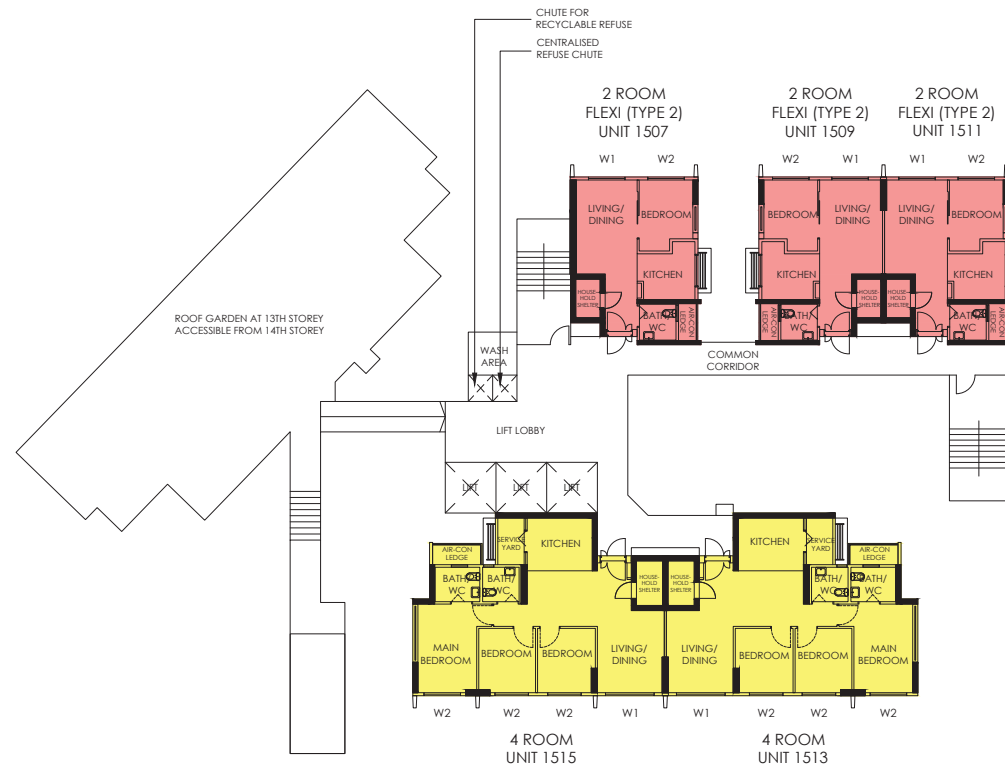 CHUTE FOR
RECYCLABLE REFUSE
CENTRALISED
REFUSE CHUTE
2 ROOM
FLEXI (TYPE 2)
UNIT 1507
2 ROOM
FLEXI (TYPE 2)
UNIT 1509
2 ROOM
FLEXI (TYPE 2)
UNIT 1511
W1
W2
W2
W1
W1
W2
LIVING/
DINING
BEDROOM
KITCHEN
HOUSE-
HOLD
SHELTER
BATH/
WC
AIR-CON
LEDGE
BEDROOM
LIVING/
DINING
KITCHEN
AIR-CON
LEDGE
BATH/
WC
HOUSE-
HOLD
SHELTER
LIVING/
DINING
BEDROOM
KITCHEN
HOUSE-
HOLD
SHELTER
BATH/
WC
AIR-CON
LEDGE
ROOF GARDEN AT 13TH STOREY
ACCESSIBLE FROM 14TH STOREY
WASH
AREA
COMMON
CORRIDOR
LIFT LOBBY
LIFT
LIFT
LIFT
AIR-CON
LEDGE
SERVICE
YARD
KITCHEN
BATH/
WC
BATH/
WC
HOUSE-
HOLD
SHELTER
MAIN
BEDROOM
BEDROOM
BEDROOM
LIVING/
DINING
KITCHEN
SERVICE
YARD
AIR-CON
LEDGE
HOUSE-
HOLD
SHELTER
BATH/
WC
BATH/
WC
LIVING/
DINING
BEDROOM
BEDROOM
MAIN
BEDROOM
W2
W2
W2
W1
W1
W2
W2
W2
4 ROOM
UNIT 1515
4 ROOM
UNIT 1513